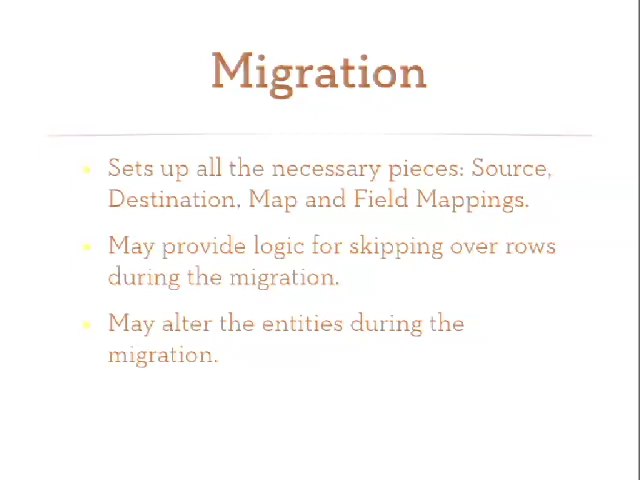 Migration
Sets up all the necessary pieces: Source,
Destination, Map and Field Mappings.
May provide logic for skipping over rows
during the migration.
May alter the entities during the
migration.